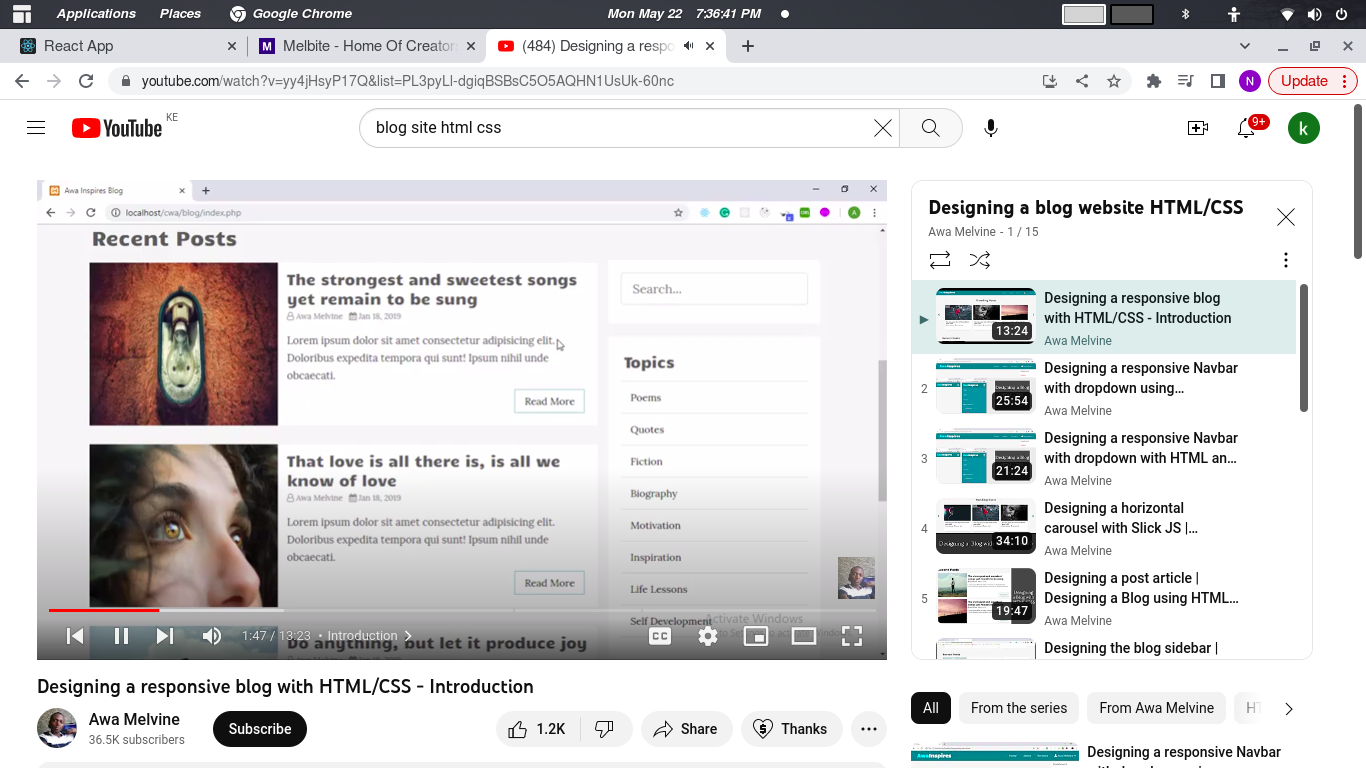 Applications Places Google Chrome Mon May 22 7:36:41 PM
React App Melbite - Home Of Creator (484) Designing a respo
youtube.com/watch?v=yy4jHsyP17Q&list=PL3pyLl-dgiqBSBsC5O5AQHN1UsUk-60nc N Update
YouTube KE blog site html css 9+ k
Awa Inspires Blog
localhost/cwa/blog/index.php A
Recent Posts
The strongest and sweetest songs
yet remain to be sung
Awa Melvine Jan 18, 2019
Lorem ipsum dolor sit amet consectetur adipisicing elit.
Doloribus expedita tempora qui sunt! Ipsum nihil unde
obcaecati.
Read More
That love is all there is, is all we
know of love
Awa Melvine Jan 18, 2019
Lorem ipsum dolor sit amet consectetur adipisicing elit.
Doloribus expedita tempora qui sunt! Ipsum nihil unde
obcaecati.
Read More
Do anything, but let it produce joy
Search...
Topics
Poems
Quotes
Fiction
Biography
Motivation
Inspiration
Life Lessons
Self Development
1:47 / 13:23 • Introduction
CC
Designing a responsive blog with HTML/CSS - Introduction
Awa Melvine
36.5K subscribers
Subscribe
1.2K
Share
Thanks
Designing a blog website HTML/CSS
Awa Melvine - 1 / 15
13:24
Designing a responsive blog
with HTML/CSS - Introduction
Awa Melvine
2
25:54
Designing a responsive Navbar
with dropdown using...
Awa Melvine
3
21:24
Designing a responsive Navbar
with dropdown with HTML an...
Awa Melvine
4
34:10
Designing a horizontal
carousel with Slick JS |...
Awa Melvine
5
19:47
Designing a post article |
Designing a Blog using HTML...
Awa Melvine
Designing the blog sidebar |
All From the series From Awa Melvine HT
Designing a responsive Navbar